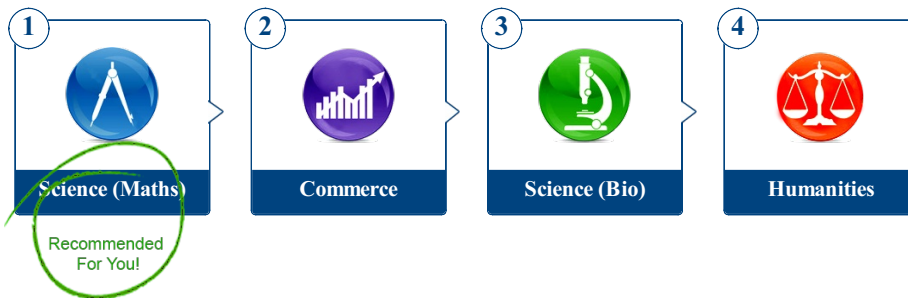 1
2
3
4
Science (Maths)
Commerce
Science (Bio)
Humanities
Recommended
For You!